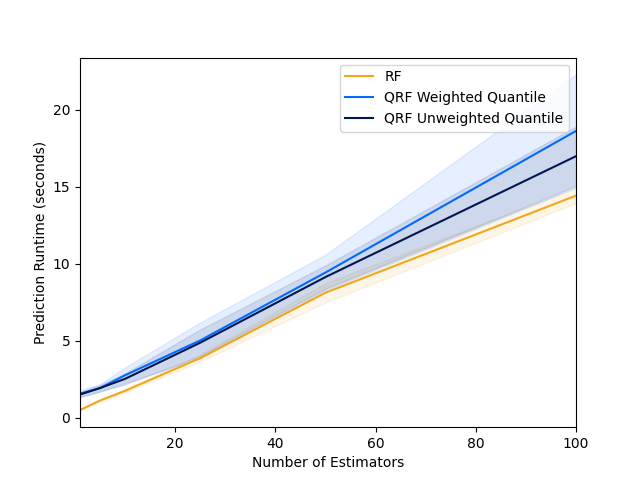 RF
QRF Weighted Quantile
QRF Unweighted Quantile
20
15
10
5
0
Prediction Runtime (seconds)
20 40 60 80 100
Number of Estimators